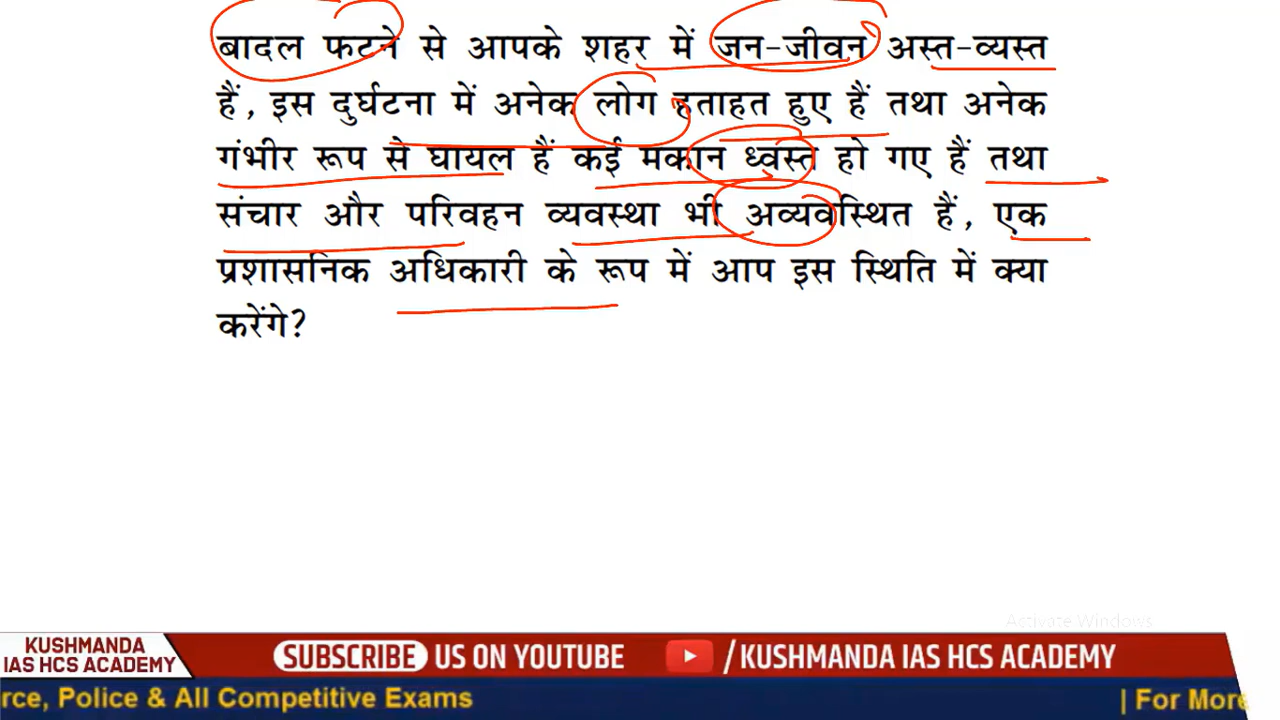 बादल फटने से आपके शहर में जन-जीवन अस्त-व्यस्त
हैं, इस दुर्घटना में अनेक लोग हताहत हुए हैं तथा अनेक
गंभीर रूप से घायल हैं कई मकान ध्वस्त हो गए हैं तथा
संचार और परिवहन व्यवस्था भी अव्यवस्थित हैं, एक
प्रशासनिक अधिकारी के रूप में आप इस स्थिति में क्या
करेंगे?
Activate Windows
KUSHMANDA
IAS HCS ACADEMY
SUBSCRIBE US ON YOUTUBE /KUSHMANDA IAS HCS ACADEMY
rce, Police & All Competitive Exams | For More